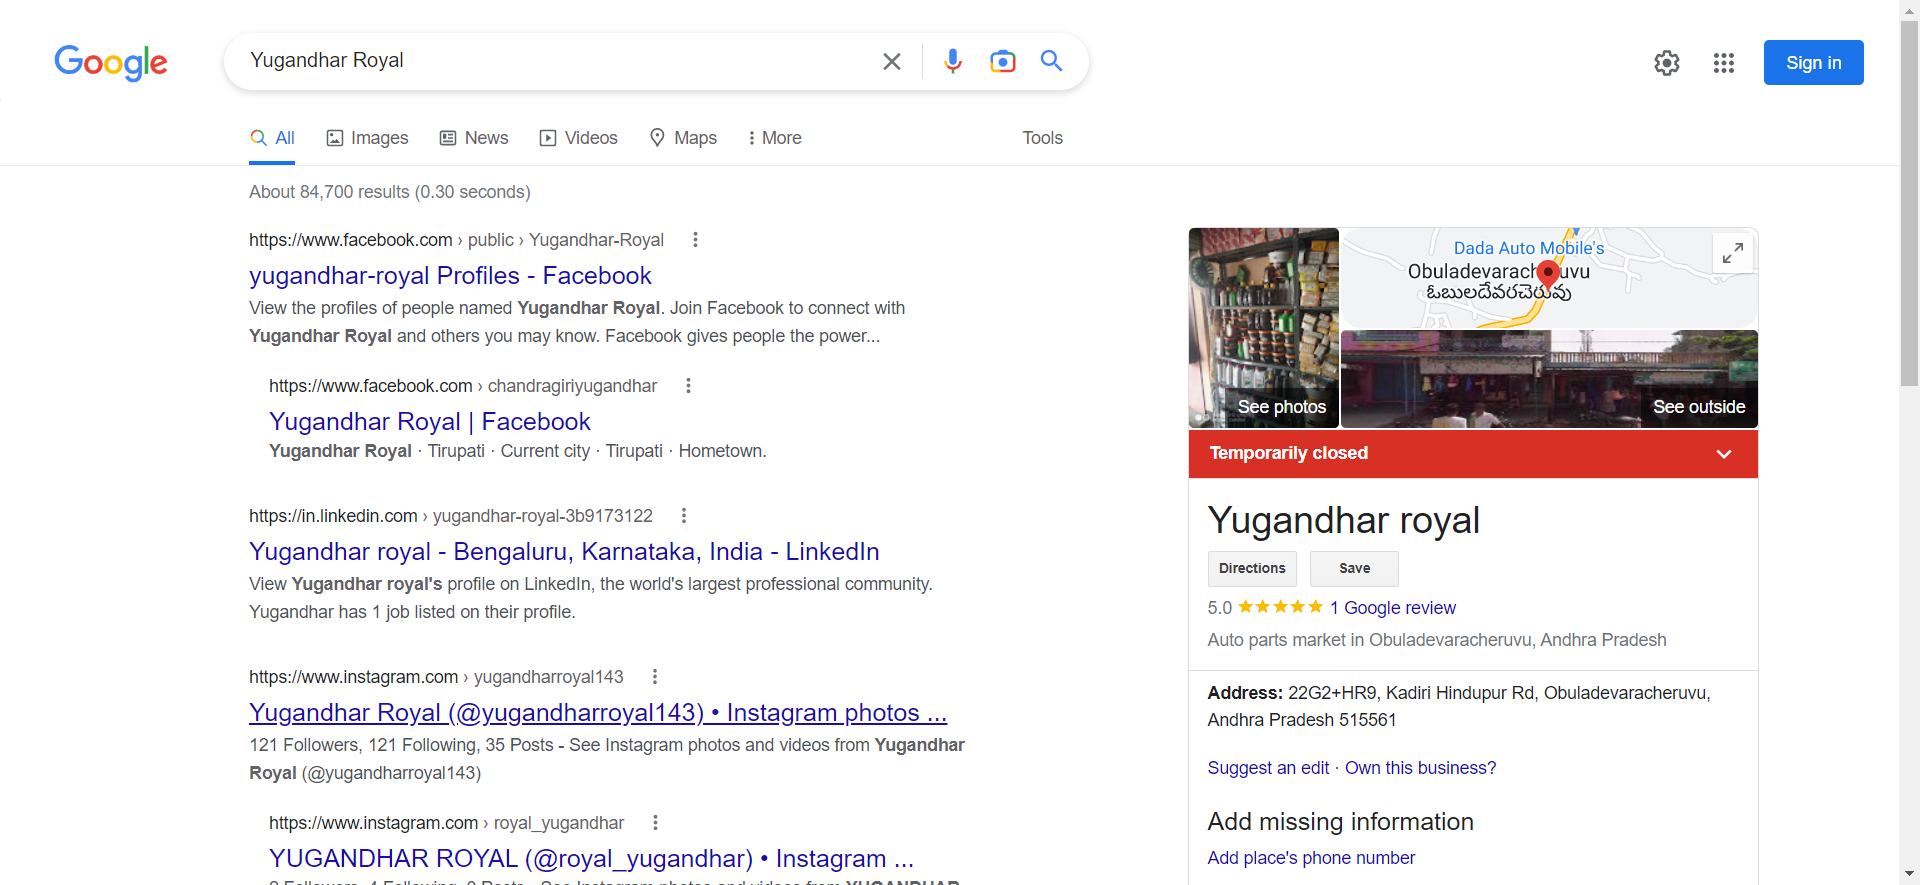 Google
Yugandhar Royal
Sign in
All
Images
News
Videos
Maps
More
Tools
About 84,700 results (0.30 seconds)
https://www.facebook.com › public › Yugandhar-Royal
yugandhar-royal Profiles - Facebook
View the profiles of people named Yugandhar Royal. Join Facebook to connect with
Yugandhar Royal and others you may know. Facebook gives people the power...
https://www.facebook.com › chandragiriyugandhar
Yugandhar Royal | Facebook
Yugandhar Royal · Tirupati · Current city · Tirupati · Hometown.
https://in.linkedin.com › yugandhar-royal-3b9173122
Yugandhar royal - Bengaluru, Karnataka, India - LinkedIn
View Yugandhar royal's profile on LinkedIn, the world's largest professional community.
Yugandhar has 1 job listed on their profile.
https://www.instagram.com › yugandharroyal143
Yugandhar Royal (@yugandharroyal143) • Instagram photos ...
121 Followers, 121 Following, 35 Posts - See Instagram photos and videos from Yugandhar
Royal (@yugandharroyal143)
https://www.instagram.com › royal_yugandhar
YUGANDHAR ROYAL (@royal_yugandhar) • Instagram ...
Dada Auto Mobile's
Obuladevaracheruvu
ఓబులదేవరచెరువు
See photos
See outside
Temporarily closed
Yugandhar royal
Directions
Save
5.0 ★★★★★ 1 Google review
Auto parts market in Obuladevaracheruvu, Andhra Pradesh
Address: 22G2+HR9, Kadiri Hindupur Rd, Obuladevaracheruvu,
Andhra Pradesh 515561
Suggest an edit · Own this business?
Add missing information
Add place's phone number